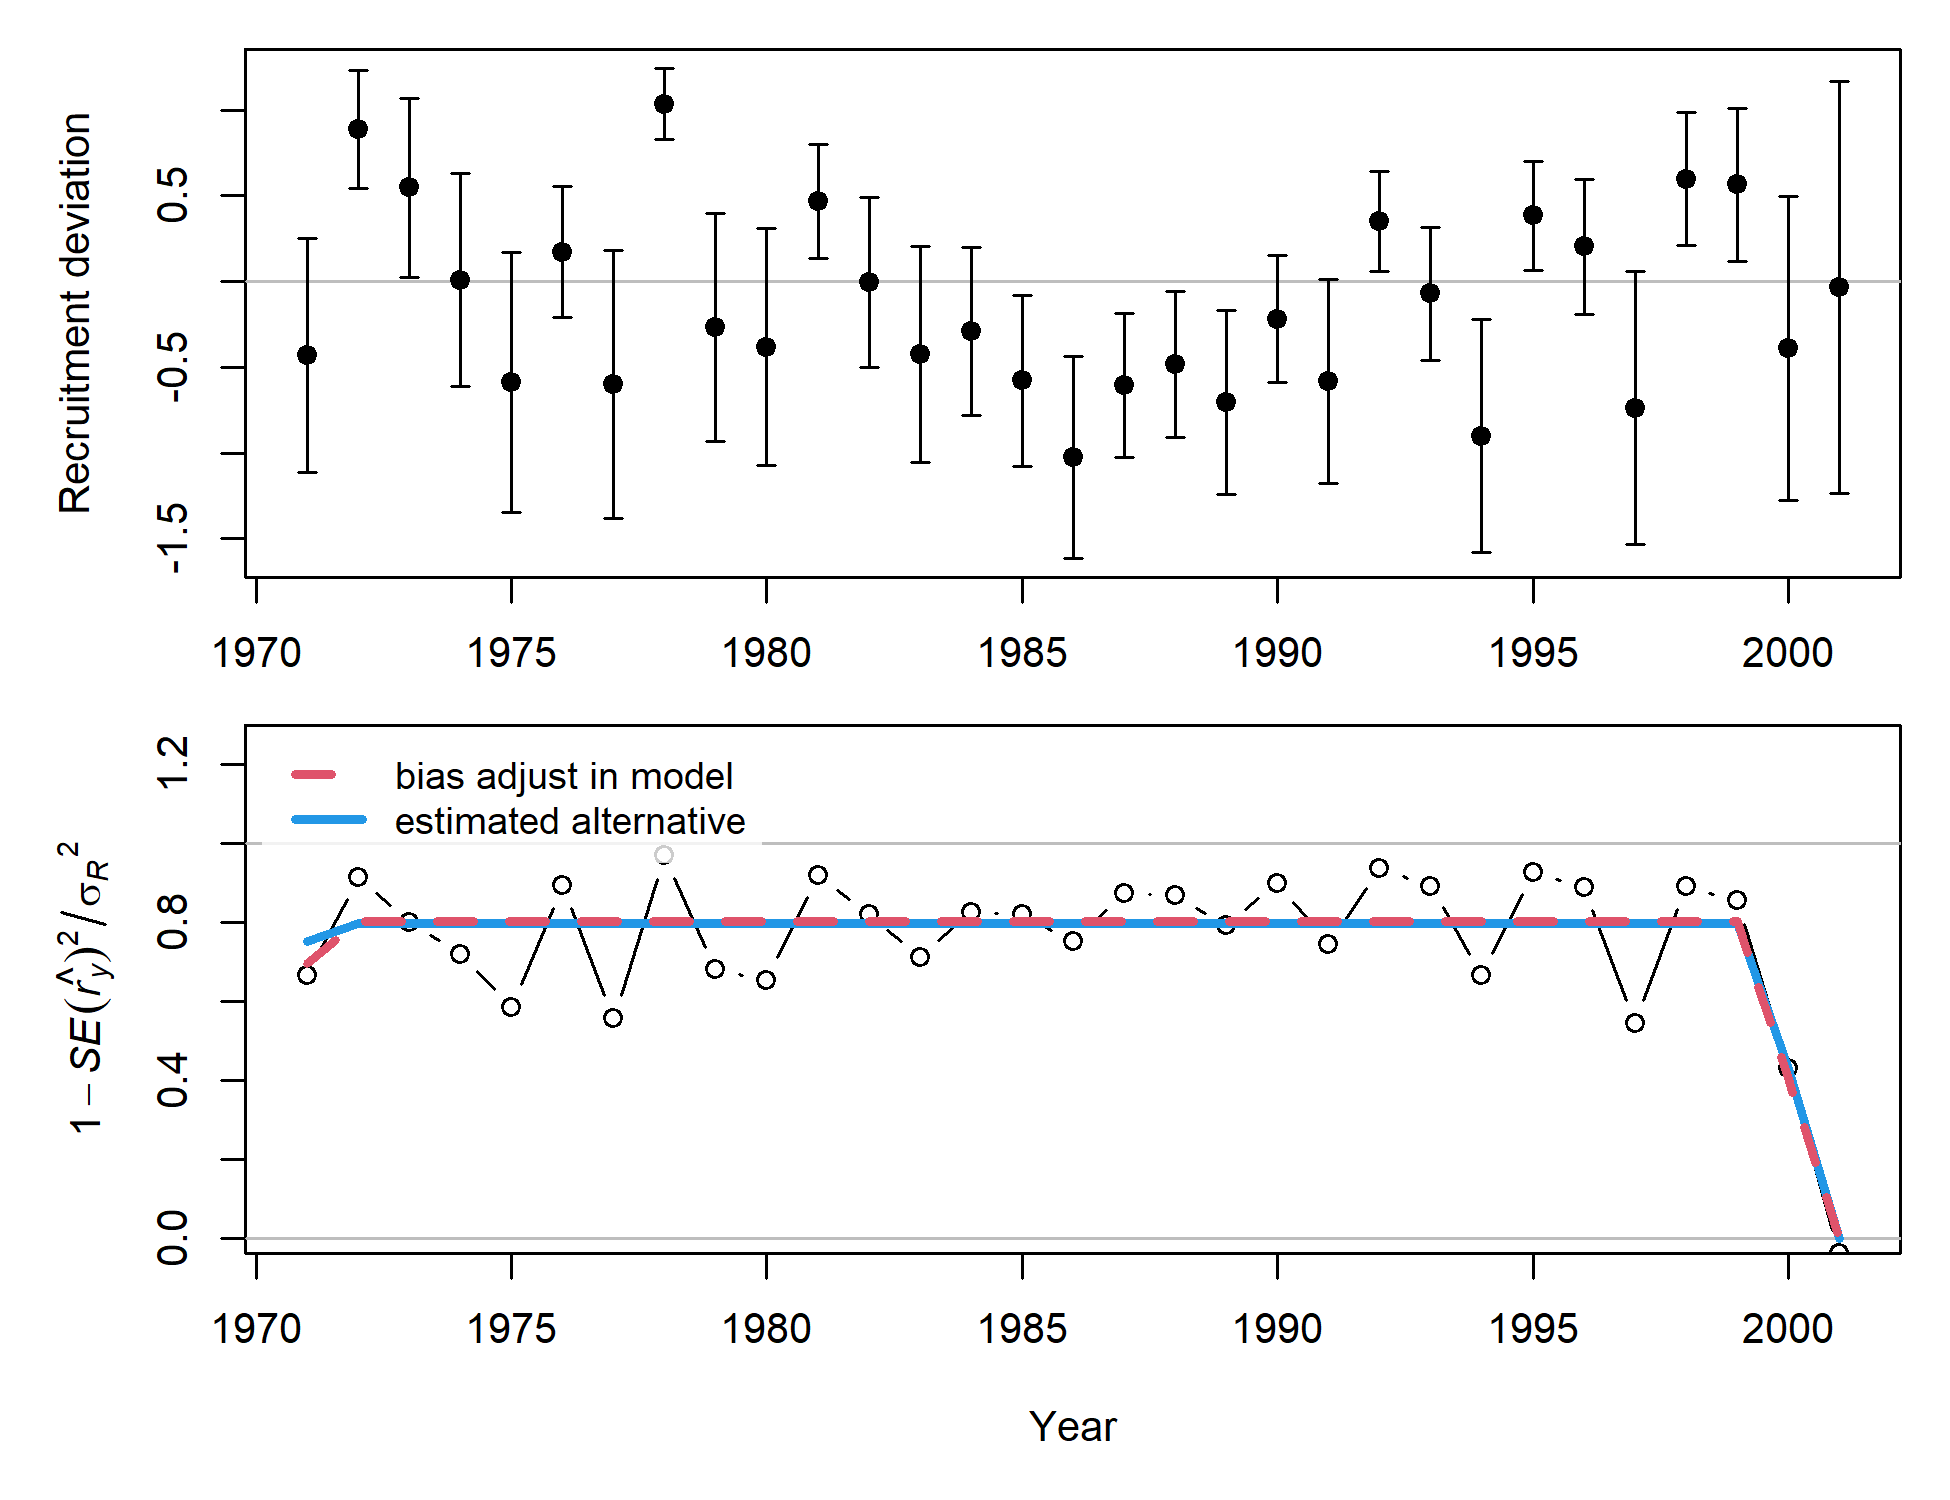 Recruitment deviation
0.5
-0.5
-1.5
1970 1975 1980 1985 1990 1995 2000
bias adjust in model
estimated alternative
1 − SE(r̂_y)² / σ_R²
1.2
0.8
0.4
0.0
1970 1975 1980 1985 1990 1995 2000
Year